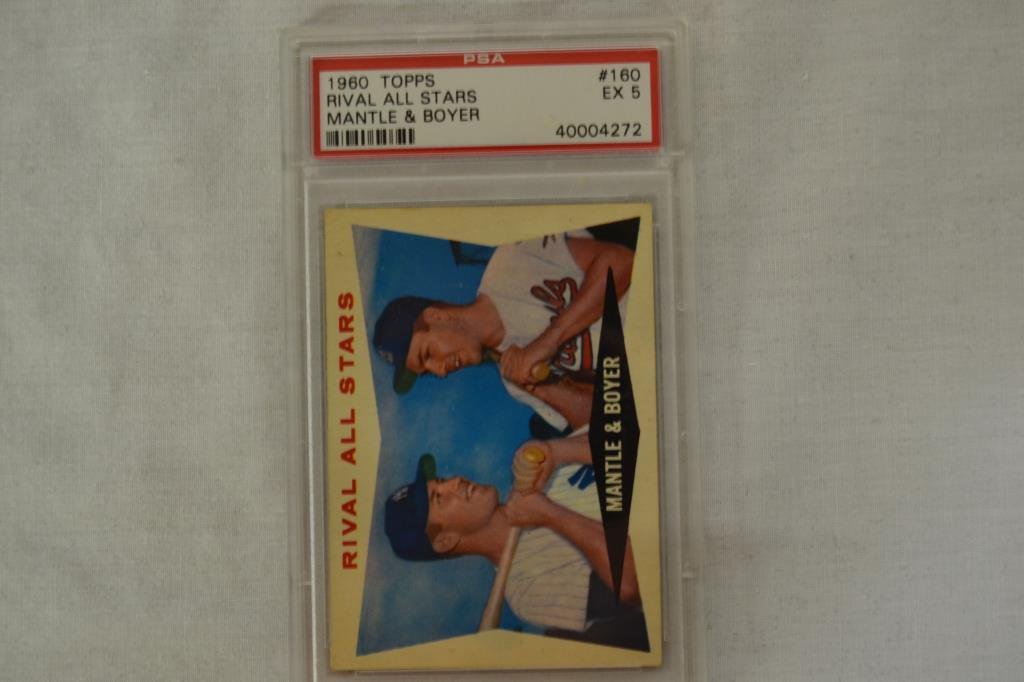 PSA
1960 TOPPS #160
RIVAL ALL STARS EX 5
MANTLE & BOYER
40004272
RIVAL ALL STARS
MANTLE & BOYER